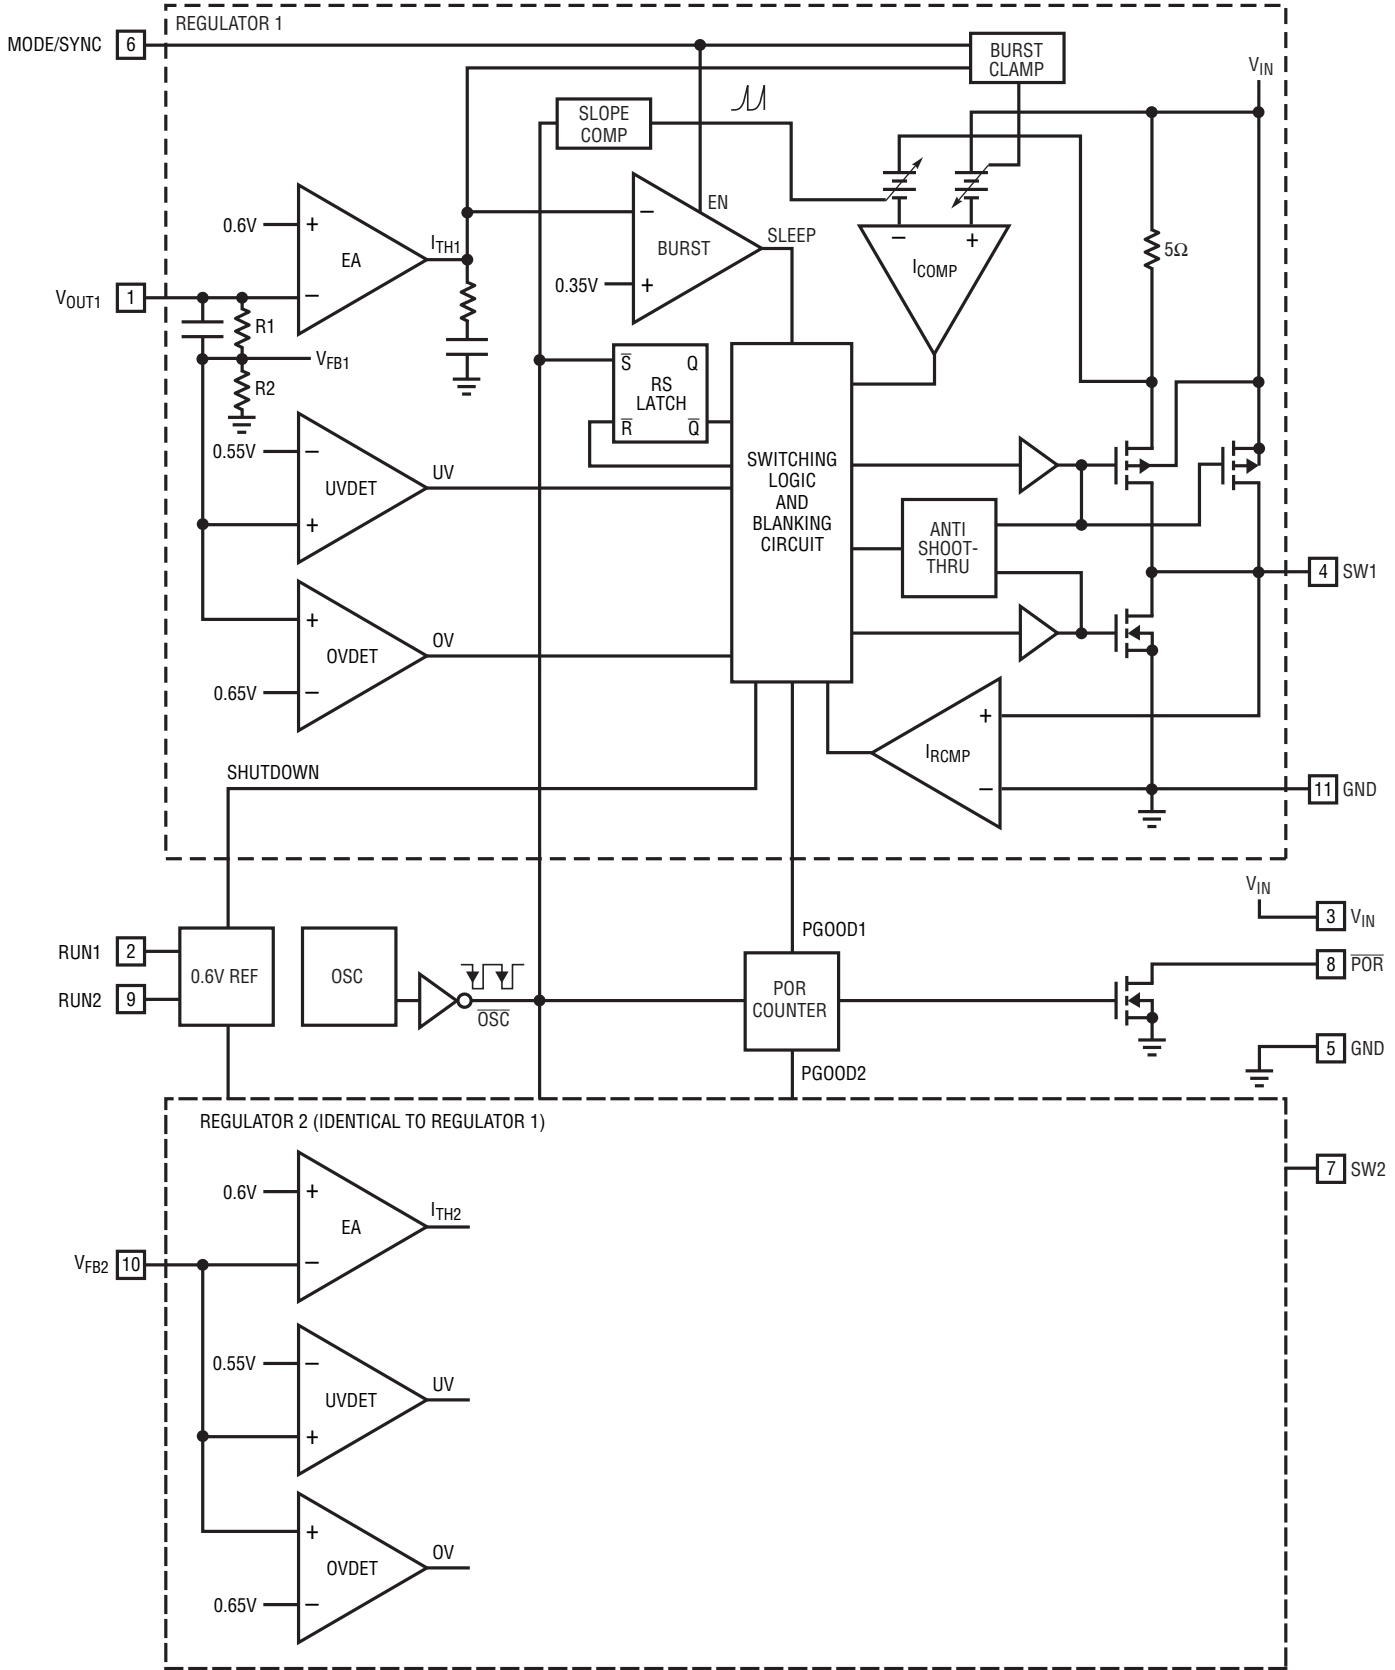 REGULATOR 1
MODE/SYNC 6
BURST
CLAMP
VIN
SLOPE
COMP
EN
0.6V
+
EA
−
ITH1
−
BURST
+
SLEEP
0.35V
−
+
ICOMP
5Ω
VOUT1 1
R1
VFB1
R2
S̅ Q
RS
LATCH
R̅ Q̅
0.55V
−
UVDET
+
UV
SWITCHING
LOGIC
AND
BLANKING
CIRCUIT
ANTI
SHOOT-
THRU
4 SW1
+
OVDET
−
OV
0.65V
+
IRCMP
−
SHUTDOWN
11 GND
VIN
3 VIN
PGOOD1
RUN1 2
RUN2 9
0.6V REF
OSC
O̅S̅C̅
POR
COUNTER
8 P̅O̅R̅
5 GND
PGOOD2
REGULATOR 2 (IDENTICAL TO REGULATOR 1)
7 SW2
0.6V
+
EA
−
ITH2
VFB2 10
0.55V
−
UVDET
+
UV
+
OVDET
−
OV
0.65V